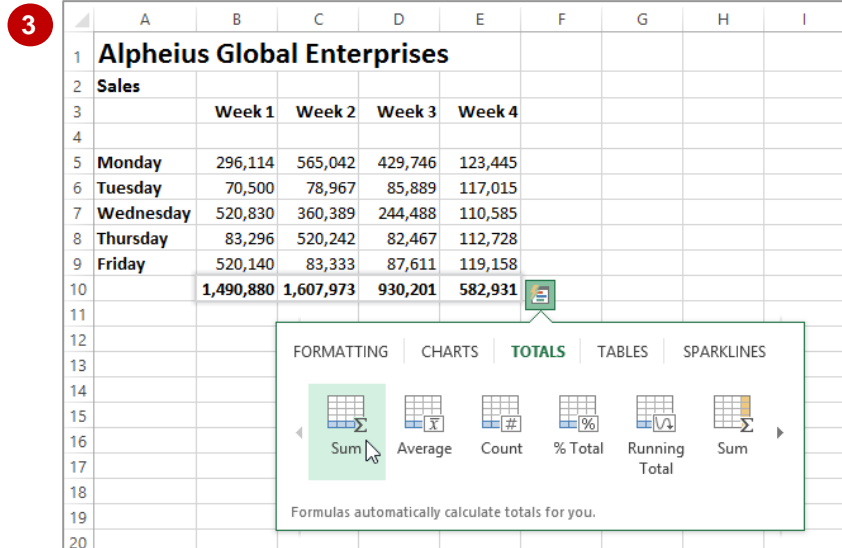 3
A B C D E F G H I
1 Alpheius Global Enterprises
2 Sales
3 Week 1 Week 2 Week 3 Week 4
4
5 Monday 296,114 565,042 429,746 123,445
6 Tuesday 70,500 78,967 85,889 117,015
7 Wednesday 520,830 360,389 244,488 110,585
8 Thursday 83,296 520,242 82,467 112,728
9 Friday 520,140 83,333 87,611 119,158
10 1,490,880 1,607,973 930,201 582,931
11
12
FORMATTING CHARTS TOTALS TABLES SPARKLINES
13
14
15
16
Sum Average Count % Total Running Total Sum
17
18
19
Formulas automatically calculate totals for you.
20